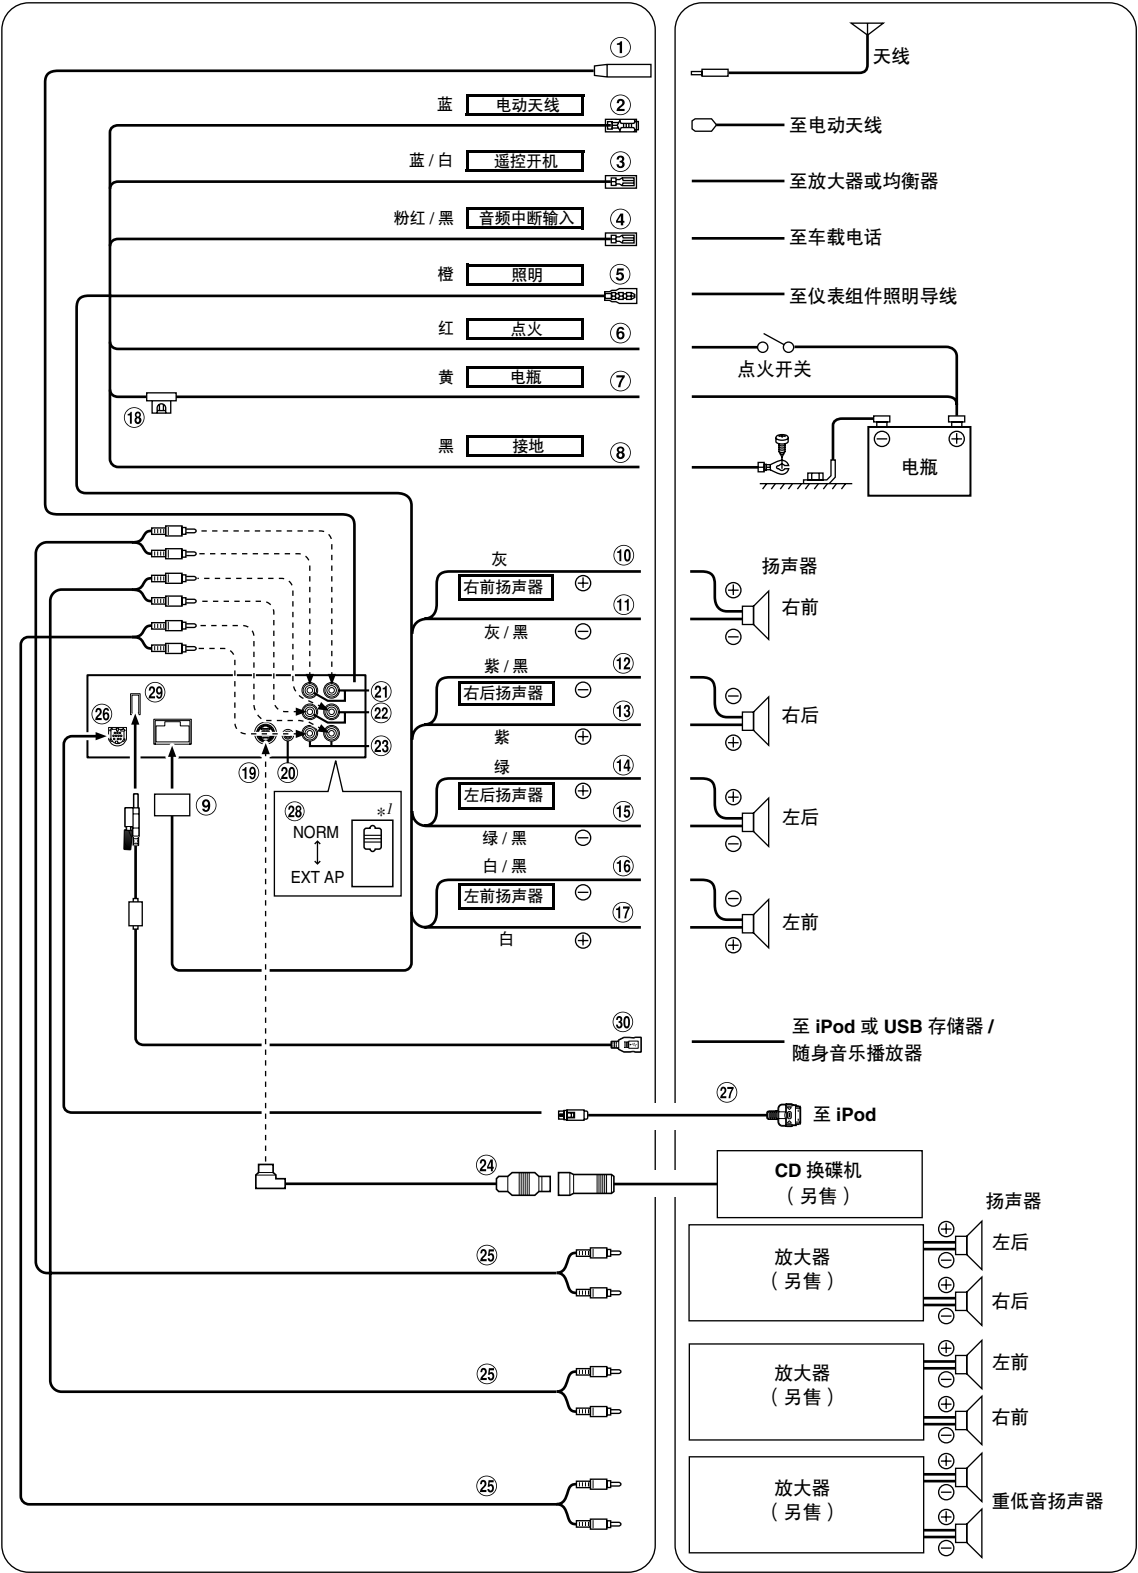 ①
天线
蓝 电动天线 ②
至电动天线
蓝 / 白 遥控开机 ③
至放大器或均衡器
粉红 / 黑 音频中断输入 ④
至车载电话
橙 照明 ⑤
至仪表组件照明导线
红 点火 ⑥
点火开关
黄 电瓶 ⑦
⑱
黑 接地 ⑧
⊖ ⊕
电瓶
灰 ⑩
右前扬声器 ⊕
⑪
灰 / 黑 ⊖
扬声器
⊕
右前
⊖
紫 / 黑 ⑫
右后扬声器 ⊖
⑬
紫 ⊕
⊖
右后
⊕
绿 ⑭
左后扬声器 ⊕
⑮
绿 / 黑 ⊖
⊕
左后
⊖
白 / 黑 ⑯
左前扬声器 ⊖
⑰
白 ⊕
⊖
左前
⊕
㉙
㉑
㉖
㉒
㉓
⑲ ⑳
⑨
㉘ *1
NORM
EXT AP
㉚
至 iPod 或 USB 存储器 /
随身音乐播放器
㉗
至 iPod
㉔
CD 换碟机
（ 另售 ）
扬声器
㉕
放大器
（ 另售 ）
⊕
左后
⊖
⊕
右后
⊖
㉕
放大器
（ 另售 ）
⊕
左前
⊖
⊕
右前
⊖
㉕
放大器
（ 另售 ）
⊕
⊖
重低音扬声器
⊕
⊖